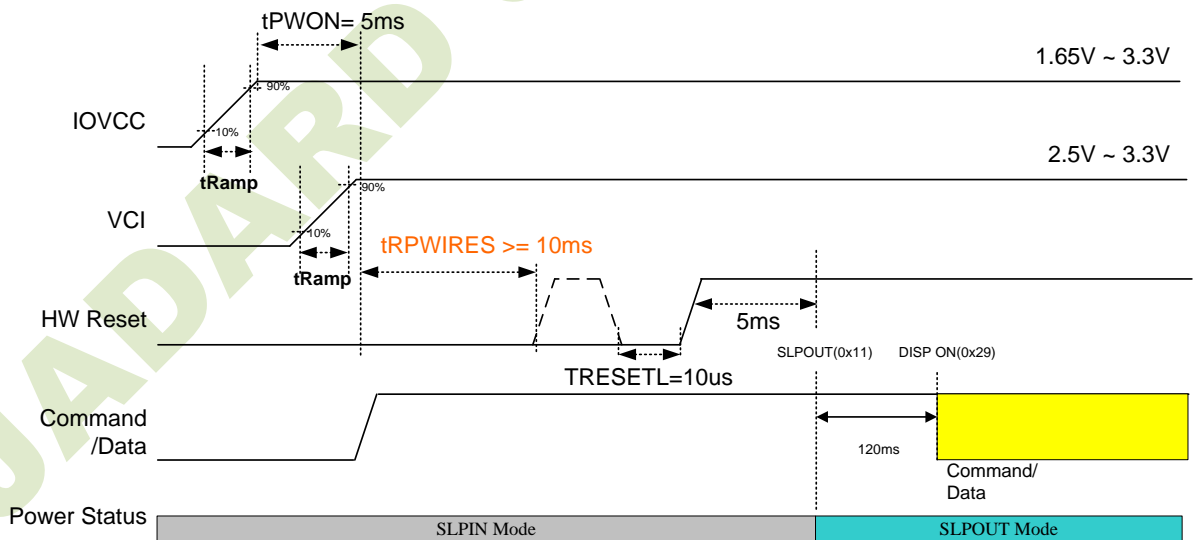 tPWON= 5ms
1.65V ~ 3.3V
90%
IOVCC
10%
tRamp
2.5V ~ 3.3V
90%
VCI
10%
tRPWIRES >= 10ms
tRamp
HW Reset
5ms
SLPOUT(0x11)
DISP ON(0x29)
TRESETL=10us
Command
/Data
120ms
Command/
Data
Power Status
SLPIN Mode
SLPOUT Mode
JADARD